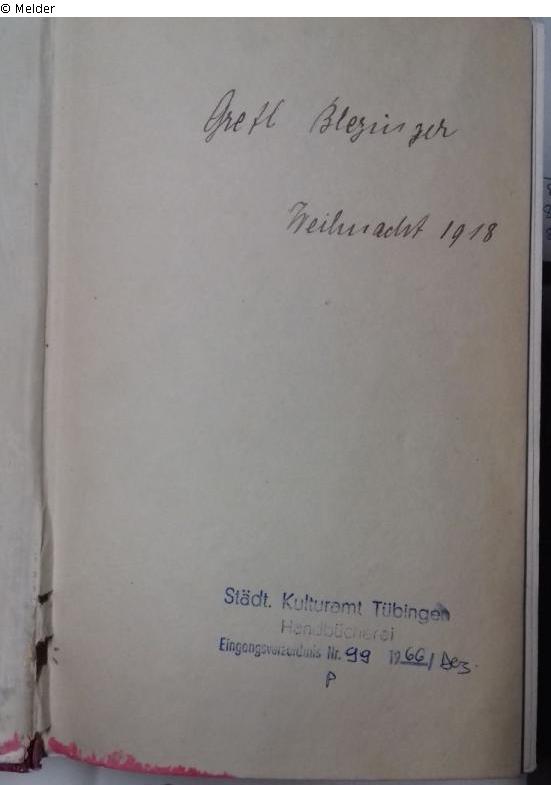 © Melder
Gretl Blezinger
Weihnacht 1918
Städt. Kulturamt Tübingen
Handbücherei
Eingangsverzeichnis Nr. 99 1966/Dez.
P